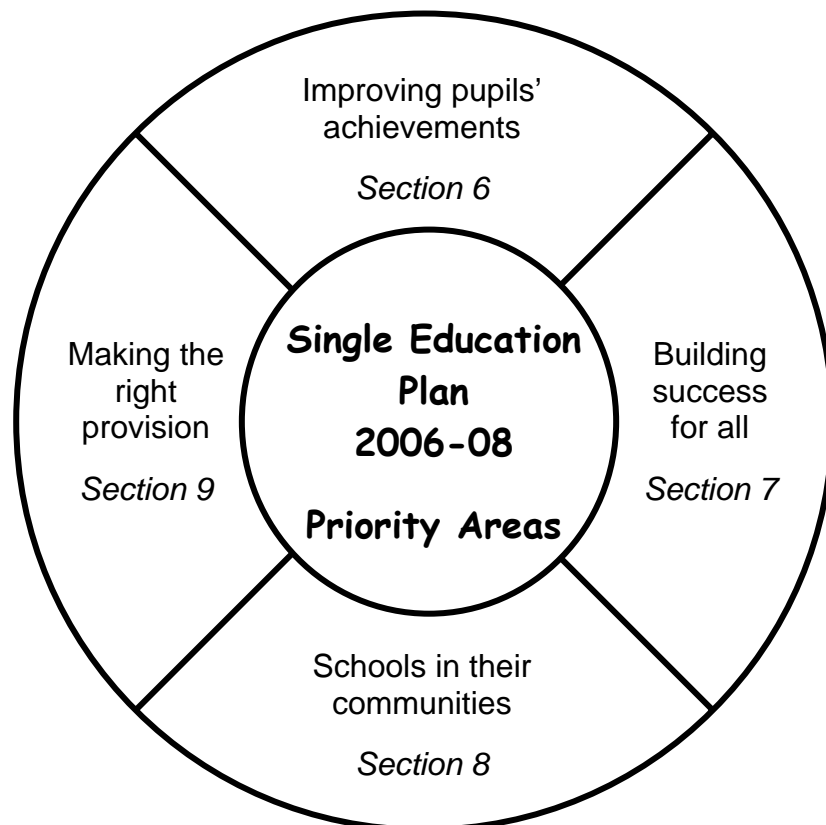 Improving pupils’
achievements
Section 6
Single Education
Plan
2006-08
Priority Areas
Making the
right
provision
Section 9
Building
success
for all
Section 7
Schools in their
communities
Section 8